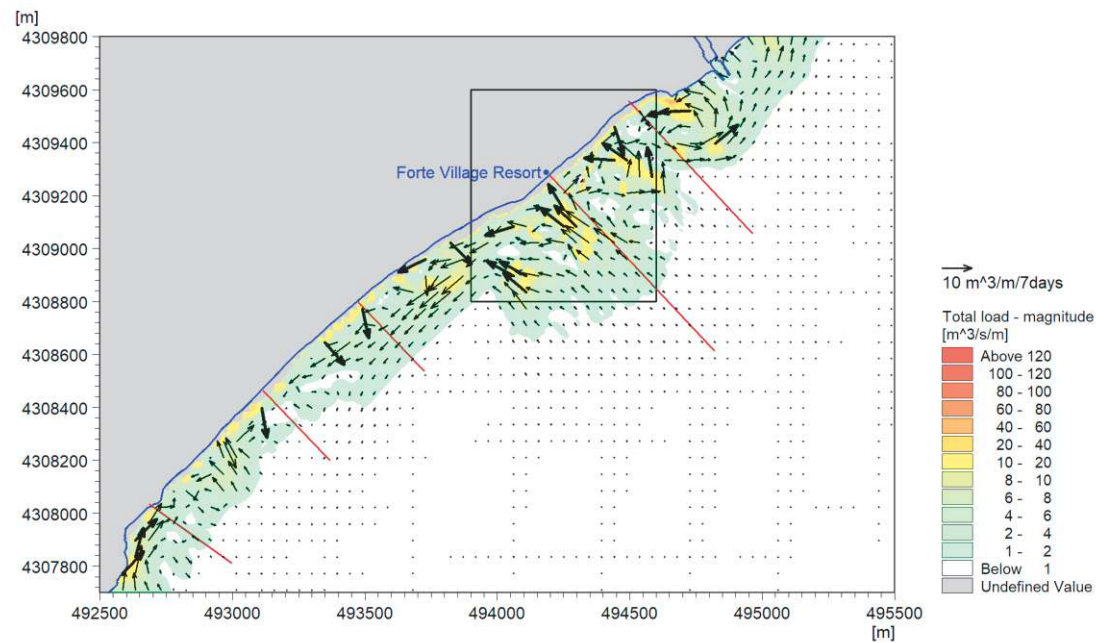 [m]
4309800
4309600
4309400
4309200
4309000
4308800
4308600
4308400
4308200
4308000
4307800
Forte Village Resort
492500 493000 493500 494000 494500 495000 495500
[m]
10 m^3/m/7days
Total load - magnitude
[m^3/s/m]
Above 120
100 - 120
80 - 100
60 - 80
40 - 60
20 - 40
10 - 20
8 - 10
6 - 8
4 - 6
2 - 4
1 - 2
Below 1
Undefined Value